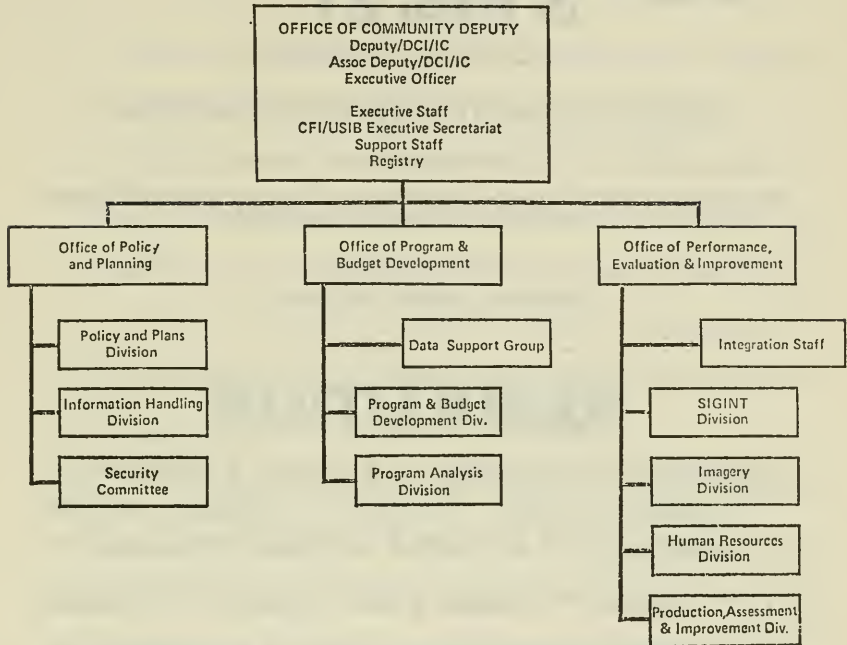 OFFICE OF COMMUNITY DEPUTY
Deputy/DCI/IC
Assoc Deputy/DCI/IC
Executive Officer
Executive Staff
CFI/USIB Executive Secretariat
Support Staff
Registry
Office of Policy
and Planning
Policy and Plans
Division
Information Handling
Division
Security
Committee
Office of Program &
Budget Development
Data Support Group
Program & Budget
Development Div.
Program Analysis
Division
Office of Performance,
Evaluation & Improvement
Integration Staff
SIGINT
Division
Imagery
Division
Human Resources
Division
Production, Assessment
& Improvement Div.